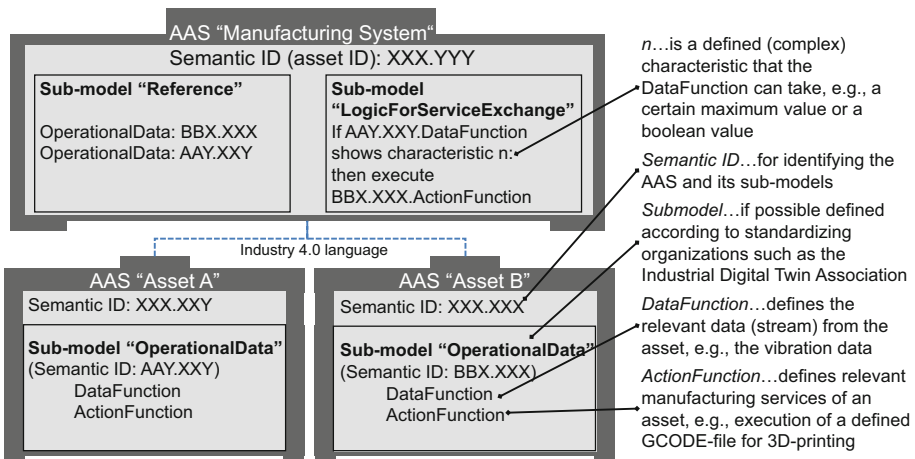 AAS “Manufacturing System“
Semantic ID (asset ID): XXX.YYY
Sub-model “Reference”
OperationalData: BBX.XXX
OperationalData: AAY.XXY
Sub-model
“LogicForServiceExchange”
If AAY.XXY.DataFunction
shows characteristic n:
then execute
BBX.XXX.ActionFunction
Industry 4.0 language
AAS “Asset A”
Semantic ID: XXX.XXY
Sub-model “OperationalData”
(Semantic ID: AAY.XXY)
DataFunction
ActionFunction
AAS “Asset B”
Semantic ID: XXX.XXX
Sub-model “OperationalData”
(Semantic ID: BBX.XXX)
DataFunction
ActionFunction
n…is a defined (complex)
characteristic that the
DataFunction can take, e.g., a
certain maximum value or a
boolean value
Semantic ID…for identifying the
AAS and its sub-models
Submodel…if possible defined
according to standardizing
organizations such as the
Industrial Digital Twin Association
DataFunction…defines the
relevant data (stream) from the
asset, e.g., the vibration data
ActionFunction…defines relevant
manufacturing services of an
asset, e.g., execution of a defined
GCODE-file for 3D-printing